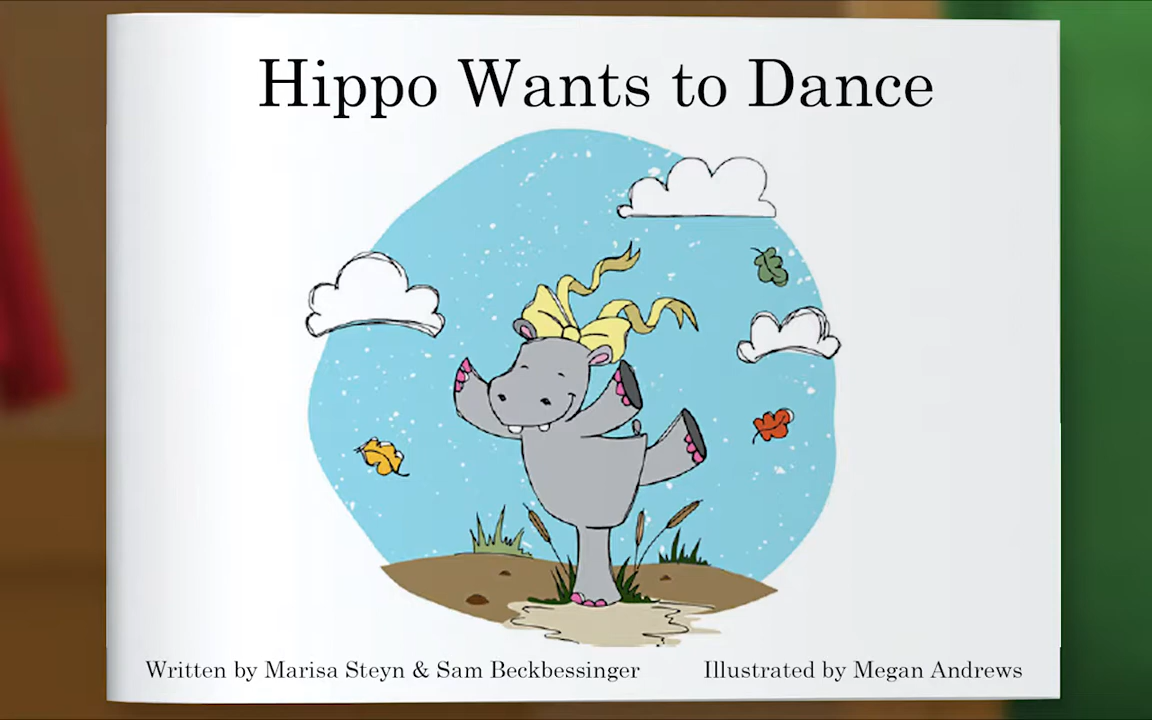 Hippo Wants to Dance
Written by Marisa Steyn & Sam Beckbessinger
Illustrated by Megan Andrews